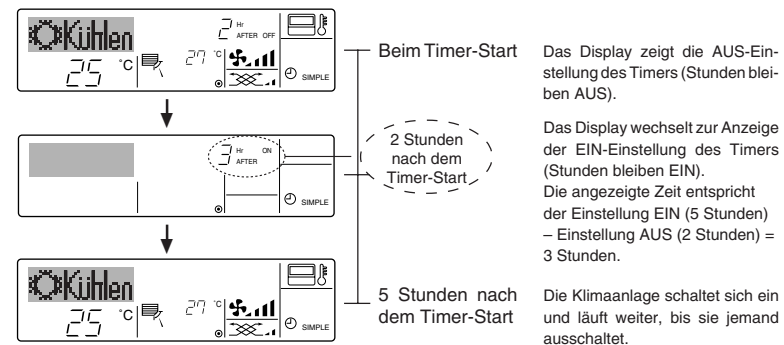 Kühlen
2 Hr AFTER OFF
25 °C
27 °C
SIMPLE
Beim Timer-Start
Das Display zeigt die AUS-Ein-
stellung des Timers (Stunden blei-
ben AUS).
3 Hr ON
AFTER
SIMPLE
2 Stunden
nach dem
Timer-Start
Das Display wechselt zur Anzeige
der EIN-Einstellung des Timers
(Stunden bleiben EIN).
Die angezeigte Zeit entspricht
der Einstellung EIN (5 Stunden)
– Einstellung AUS (2 Stunden) =
3 Stunden.
Kühlen
25 °C
27 °C
SIMPLE
5 Stunden nach
dem Timer-Start
Die Klimaanlage schaltet sich ein
und läuft weiter, bis sie jemand
ausschaltet.